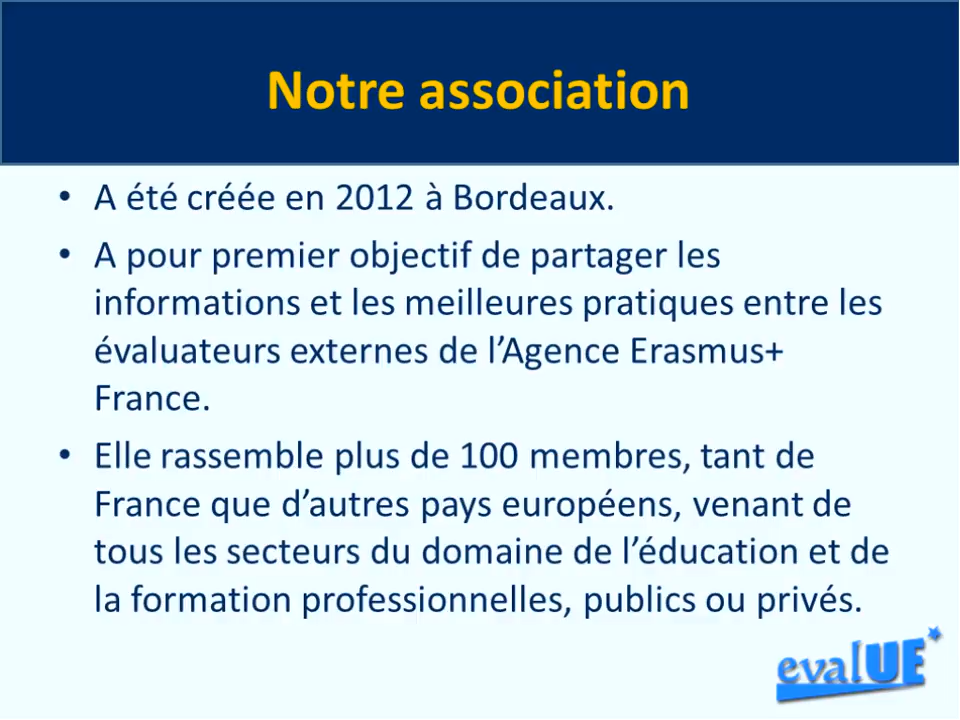 Notre association
• A été créée en 2012 à Bordeaux.
• A pour premier objectif de partager les
informations et les meilleures pratiques entre les
évaluateurs externes de l’Agence Erasmus+
France.
• Elle rassemble plus de 100 membres, tant de
France que d’autres pays européens, venant de
tous les secteurs du domaine de l’éducation et de
la formation professionnelles, publics ou privés.
evalUE